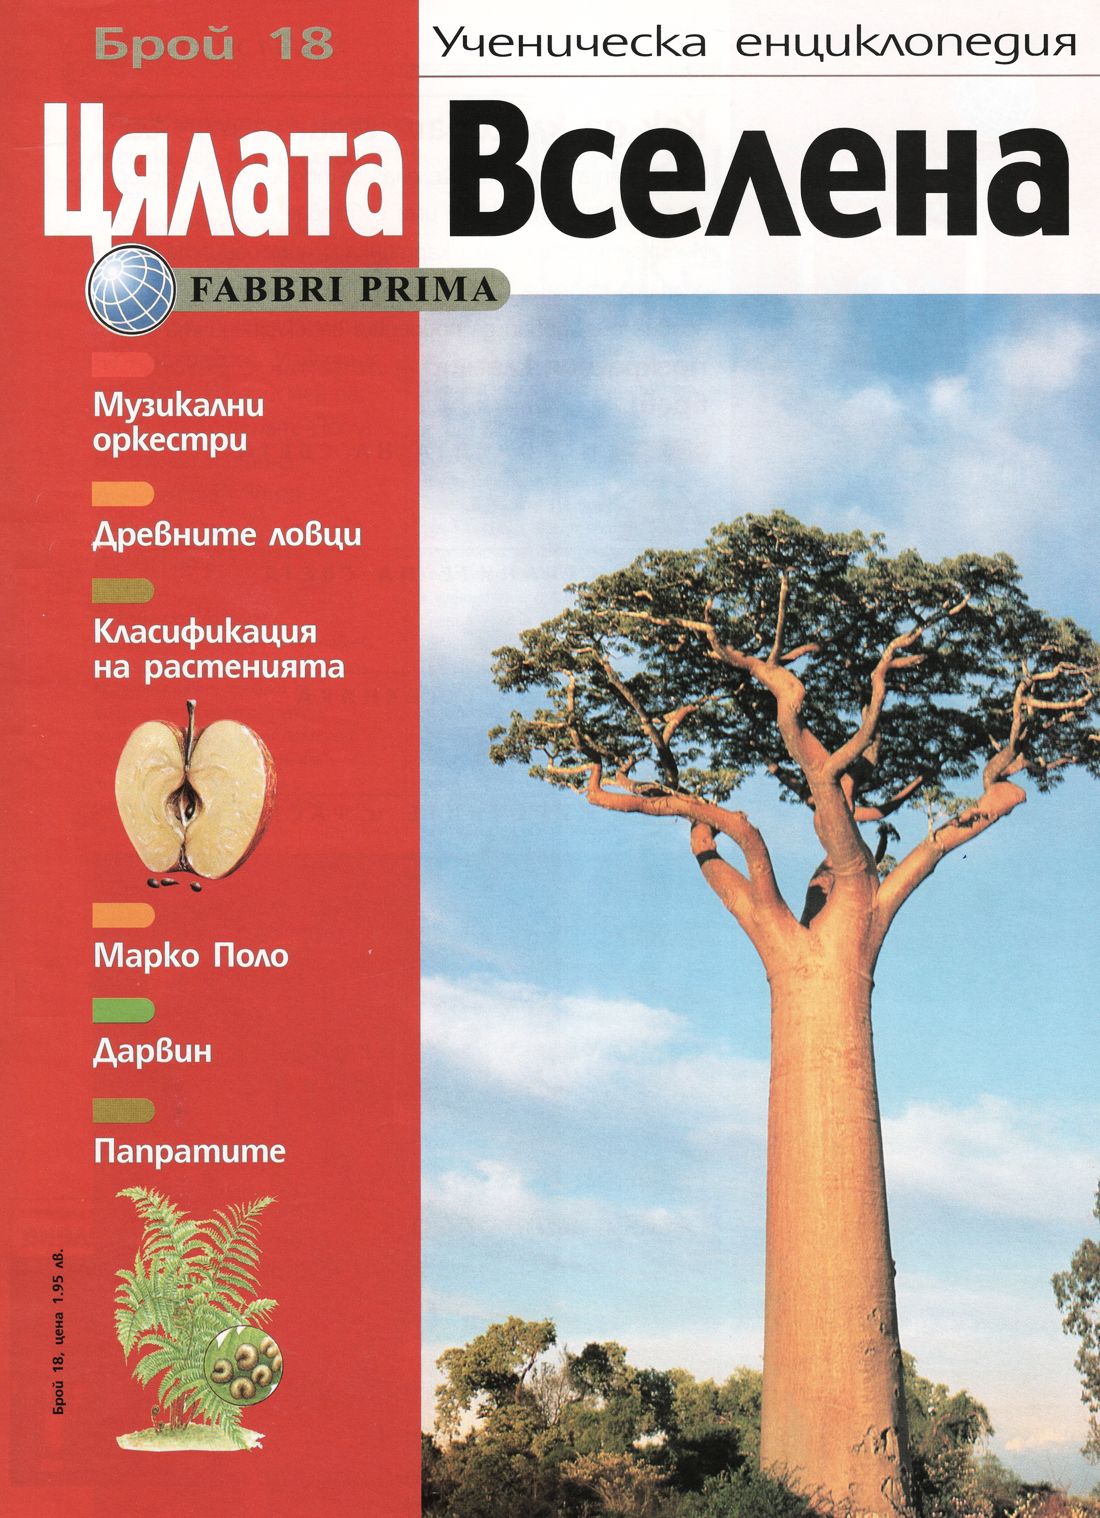 Брой 18
Ученическа енциклопедия
Цялата Вселена
FABBRI PRIMA
Музикални
оркестри
Древните ловци
Класификация
на растенията
Марко Поло
Дарвин
Папратите
Брой 18, цена 1.95 лв.